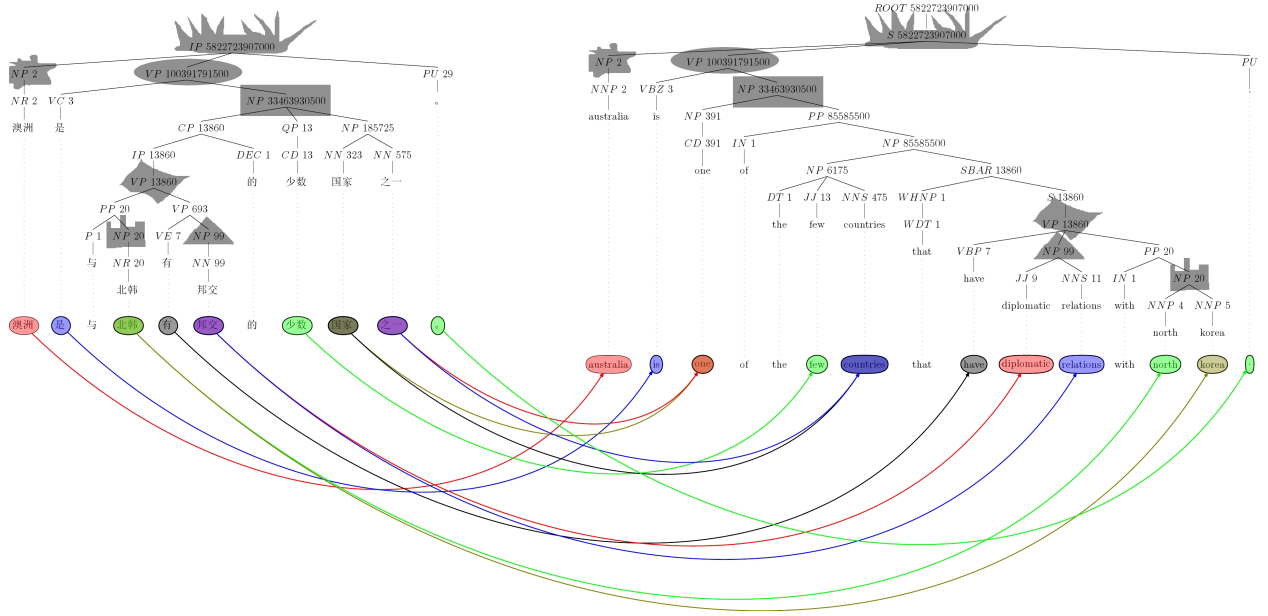 ROOT 5822723907000
IP 5822723907000 S 5822723907000
NP 2 VP 100391791500 PU 29 NP 2 VP 100391791500 PU
NR 2 VC 3 NP 33463930500 。 NNP 2 VBZ 3 NP 33463930500 .
澳洲 是 CP 13860 QP 13 NP 185725 australia is NP 391 PP 85585500
IP 13860 DEC 1 CD 13 NN 323 NN 575 CD 391 IN 1 NP 85585500
VP 13860 的 少数 国家 之一 one of NP 6175 SBAR 13860
PP 20 VP 693 DT 1 JJ 13 NNS 475 WHNP 1 S 13860
P 1 NP 20 VE 7 NP 99 the few countries WDT 1 VP 13860
与 NR 20 有 NN 99 that VBP 7 NP 99 PP 20
北韩 邦交 have JJ 9 NNS 11 IN 1 NP 20
diplomatic relations with NNP 4 NNP 5
north korea
澳洲 是 与 北韩 有 邦交 的 少数 国家 之一 。
australia is one of the few countries that have diplomatic relations with north korea .